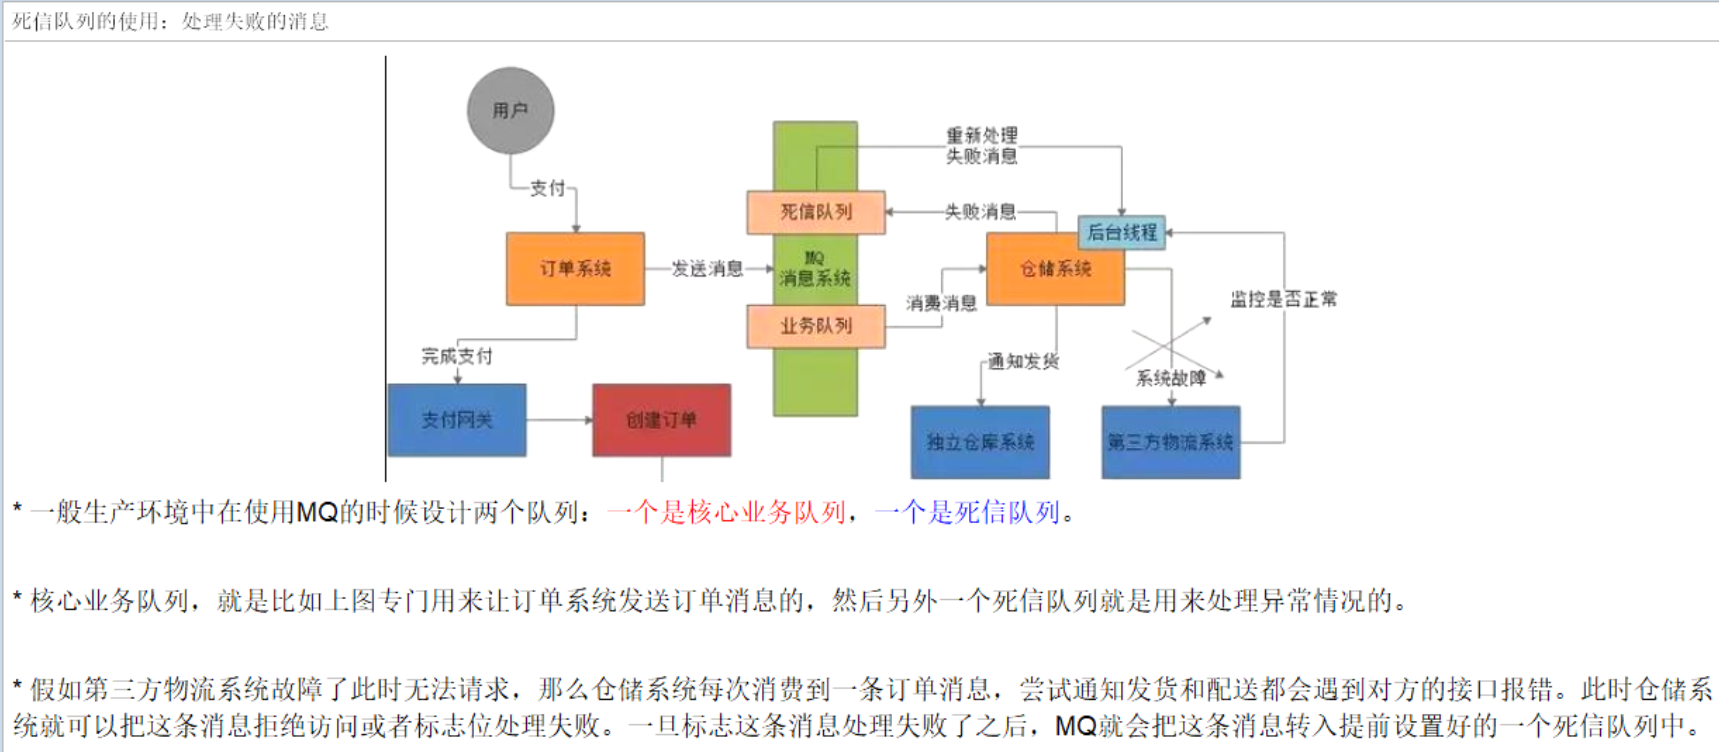 死信队列的使用：处理失败的消息
用户
重新处理
失败消息
支付
死信队列
失败消息
后台线程
订单系统
发送消息
MQ
消息系统
仓储系统
消费消息
监控是否正常
业务队列
完成支付
通知发货
系统故障
支付网关
创建订单
独立仓库系统
第三方物流系统
* 一般生产环境中在使用MQ的时候设计两个队列：一个是核心业务队列，一个是死信队列。
* 核心业务队列，就是比如上图专门用来让订单系统发送订单消息的，然后另外一个死信队列就是用来处理异常情况的。
* 假如第三方物流系统故障了此时无法请求，那么仓储系统每次消费到一条订单消息，尝试通知发货和配送都会遇到对方的接口报错。此时仓储系
统就可以把这条消息拒绝访问或者标志位处理失败。一旦标志这条消息处理失败了之后，MQ就会把这条消息转入提前设置好的一个死信队列中。